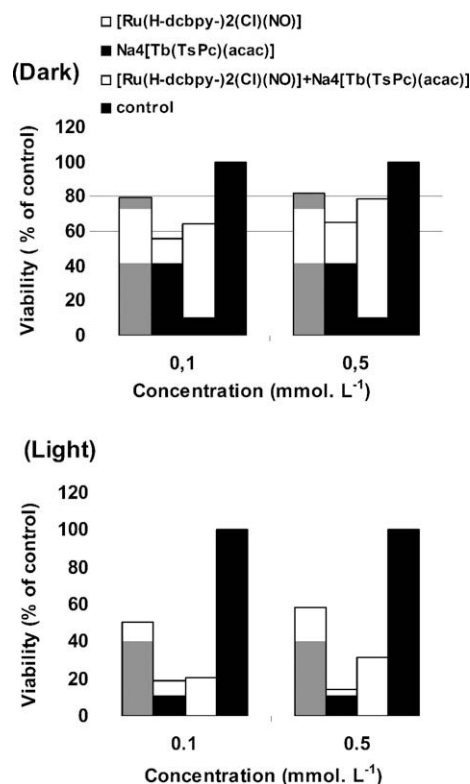 [Ru(H-dcbpy-)2(Cl)(NO)]
Na4[Tb(TsPc)(acac)]
(Dark)
[Ru(H-dcbpy-)2(Cl)(NO)]+Na4[Tb(TsPc)(acac)]
control
120
100
80
60
40
20
0
Viability ( % of control)
0,1 0,5
Concentration (mmol. L-1)
(Light)
120
100
80
60
40
20
0
Viability (% of control)
0.1 0.5
Concentration (mmol. L-1)